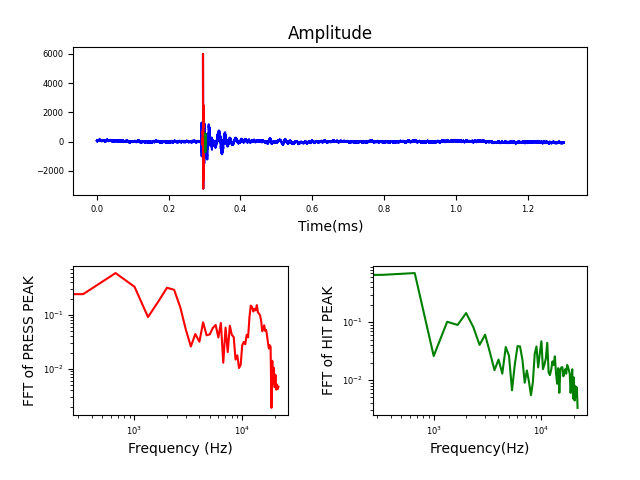 Amplitude
6000
4000
2000
0
−2000
0.0 0.2 0.4 0.6 0.8 1.0 1.2
Time(ms)
FFT of PRESS PEAK
10⁻¹
10⁻²
10³ 10⁴
Frequency (Hz)
FFT of HIT PEAK
10⁻¹
10⁻²
10³ 10⁴
Frequency(Hz)